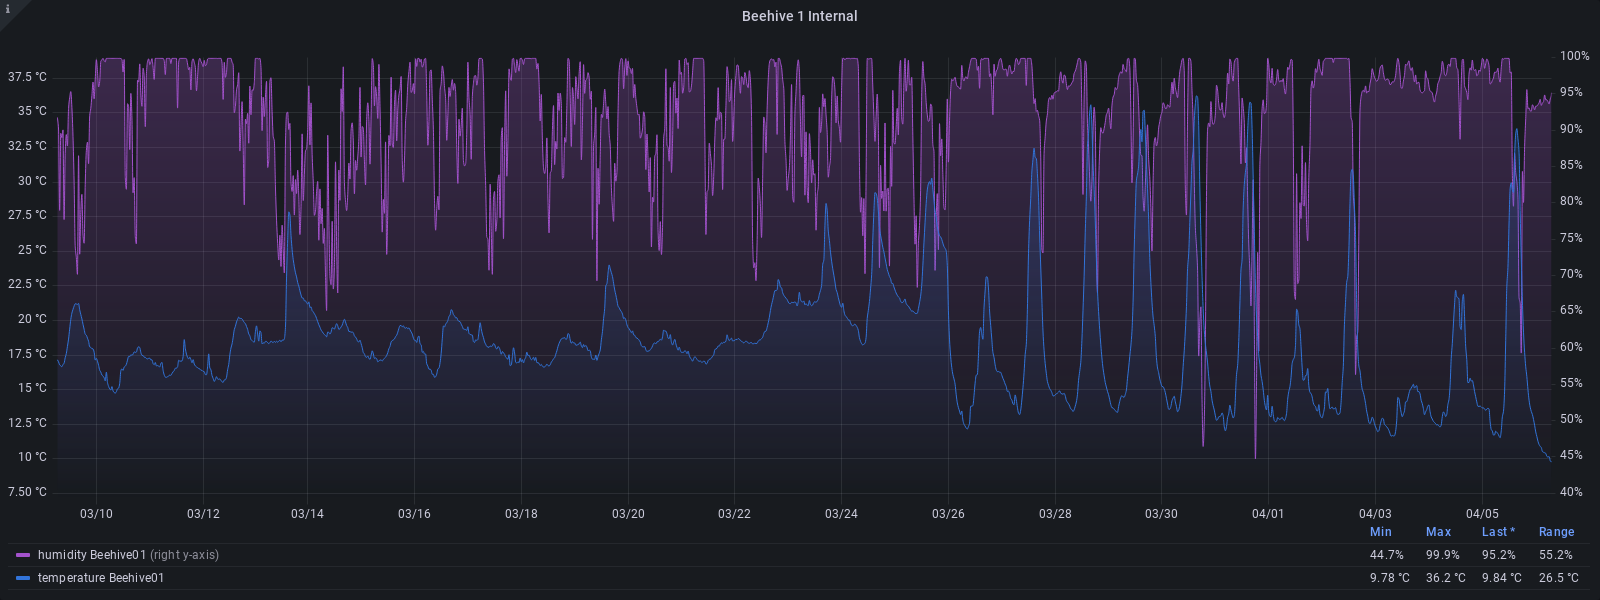 i
Beehive 1 Internal
37.5 °C
35 °C
32.5 °C
30 °C
27.5 °C
25 °C
22.5 °C
20 °C
17.5 °C
15 °C
12.5 °C
10 °C
7.50 °C
100%
95%
90%
85%
80%
75%
70%
65%
60%
55%
50%
45%
40%
03/10 03/12 03/14 03/16 03/18 03/20 03/22 03/24 03/26 03/28 03/30 04/01 04/03 04/05
Min Max Last * Range
humidity Beehive01 (right y-axis) 44.7% 99.9% 95.2% 55.2%
temperature Beehive01 9.78 °C 36.2 °C 9.84 °C 26.5 °C